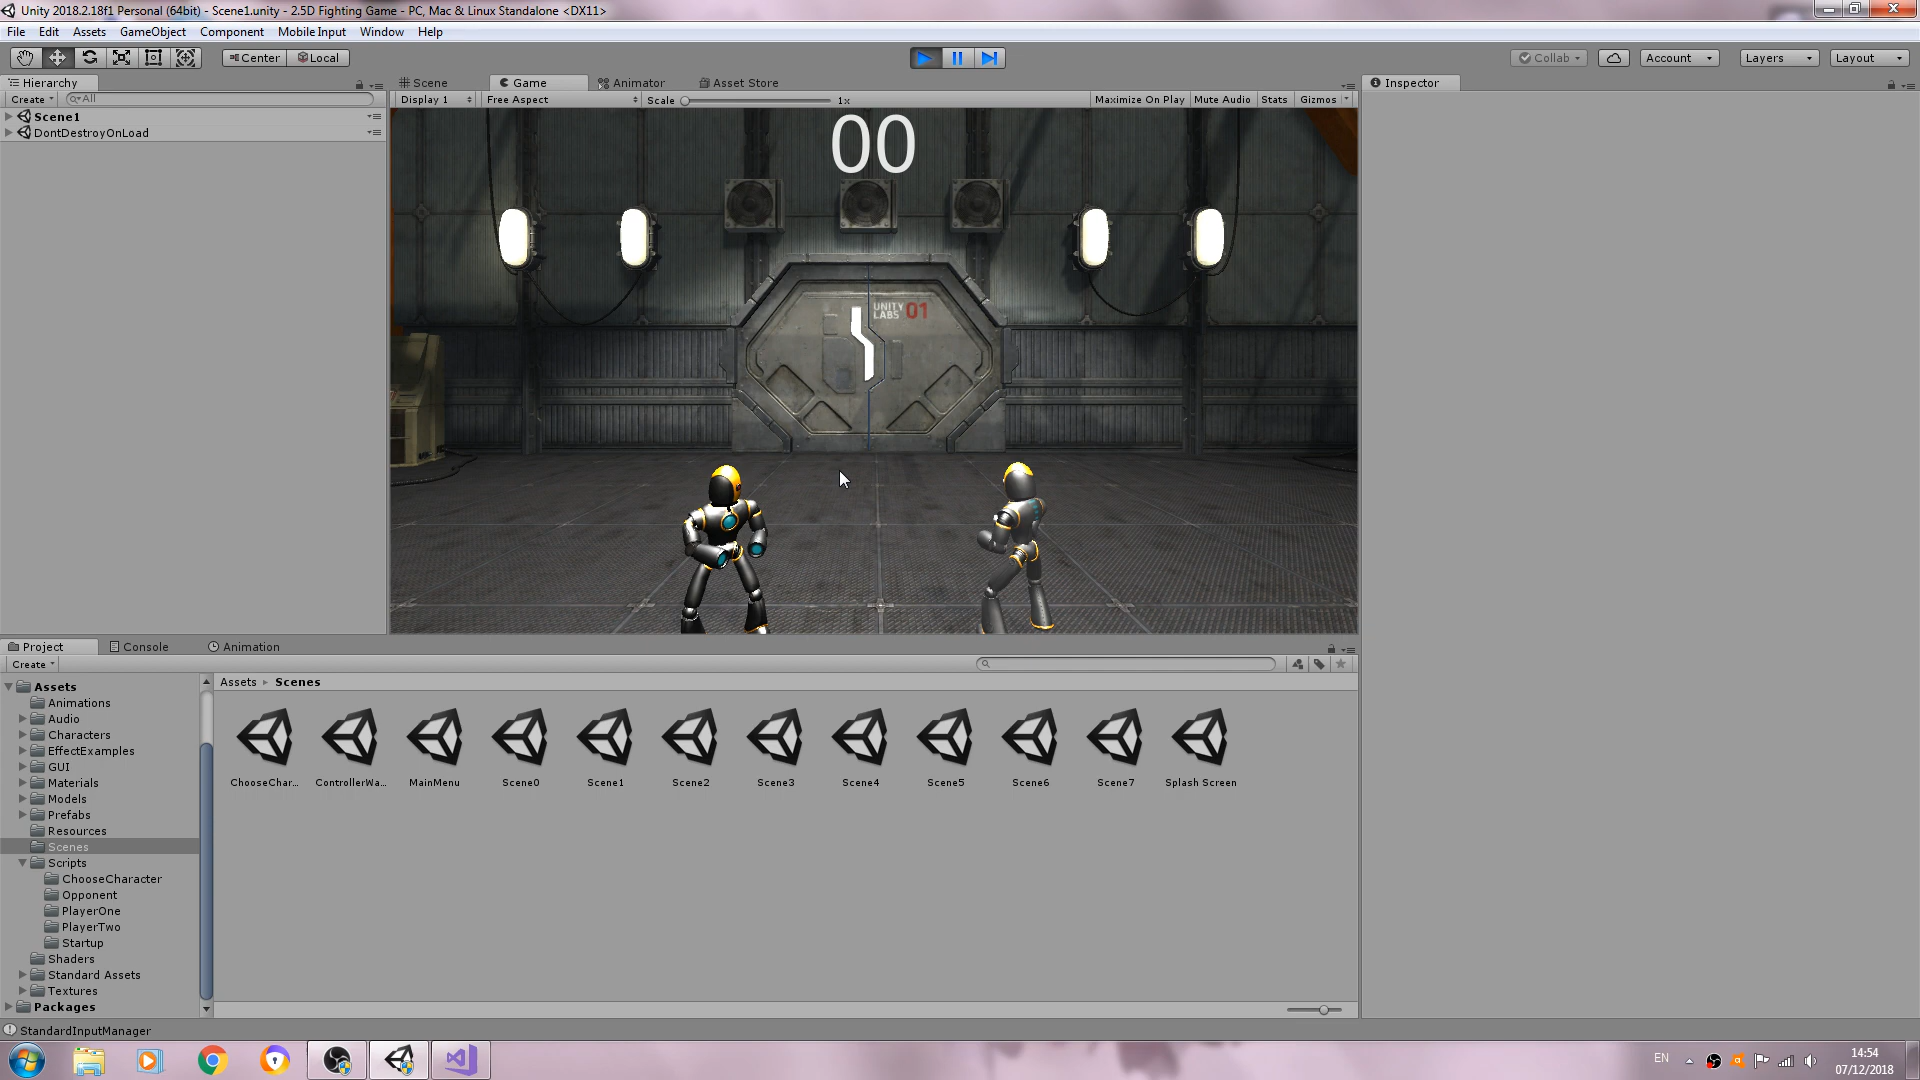 Unity 2018.2.18f1 Personal (64bit) - Scene1.unity - 2.5D Fighting Game - PC, Mac & Linux Standalone <DX11>
File Edit Assets GameObject Component Mobile Input Window Help
Center Local Collab Account Layers Layout
Hierarchy
Create All
Scene1
DontDestroyOnLoad
Scene Game Animator Asset Store
Display 1 Free Aspect Scale 1x Maximize On Play Mute Audio Stats Gizmos
00
UNITY
LABS 01
Inspector
Project Console Animation
Create
Assets
Animations
Audio
Characters
EffectExamples
GUI
Materials
Models
Prefabs
Resources
Scenes
Scripts
ChooseCharacter
Opponent
PlayerOne
PlayerTwo
Startup
Shaders
Standard Assets
Textures
Packages
Assets Scenes
ChooseChar... ControllerWa... MainMenu Scene0 Scene1 Scene2 Scene3 Scene4 Scene5 Scene6 Scene7 Splash Screen
StandardInputManager
EN
14:54
07/12/2018